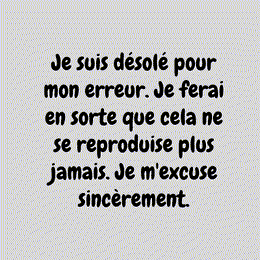 Je suis désolé pour
mon erreur. Je ferai
en sorte que cela ne
se reproduise plus
jamais. Je m'excuse
sincèrement.